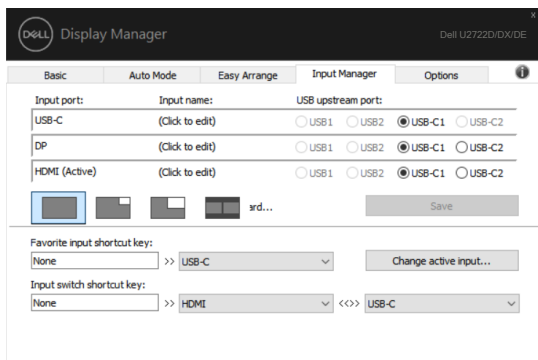 DELL Display Manager Dell U2722D/DX/DE
x
Basic Auto Mode Easy Arrange Input Manager Options i
Input port: Input name: USB upstream port:
USB-C (Click to edit) USB1 USB2 USB-C1 USB-C2
DP (Click to edit) USB1 USB2 USB-C1 USB-C2
HDMI (Active) (Click to edit) USB1 USB2 USB-C1 USB-C2
ard... Save
Favorite input shortcut key:
None >> USB-C Change active input...
Input switch shortcut key:
None >> HDMI <<>> USB-C